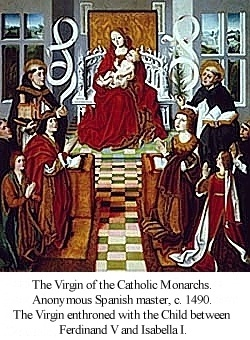 The Virgin of the Catholic Monarchs.
Anonymous Spanish master, c. 1490.
The Virgin enthroned with the Child between
Ferdinand V and Isabella I.